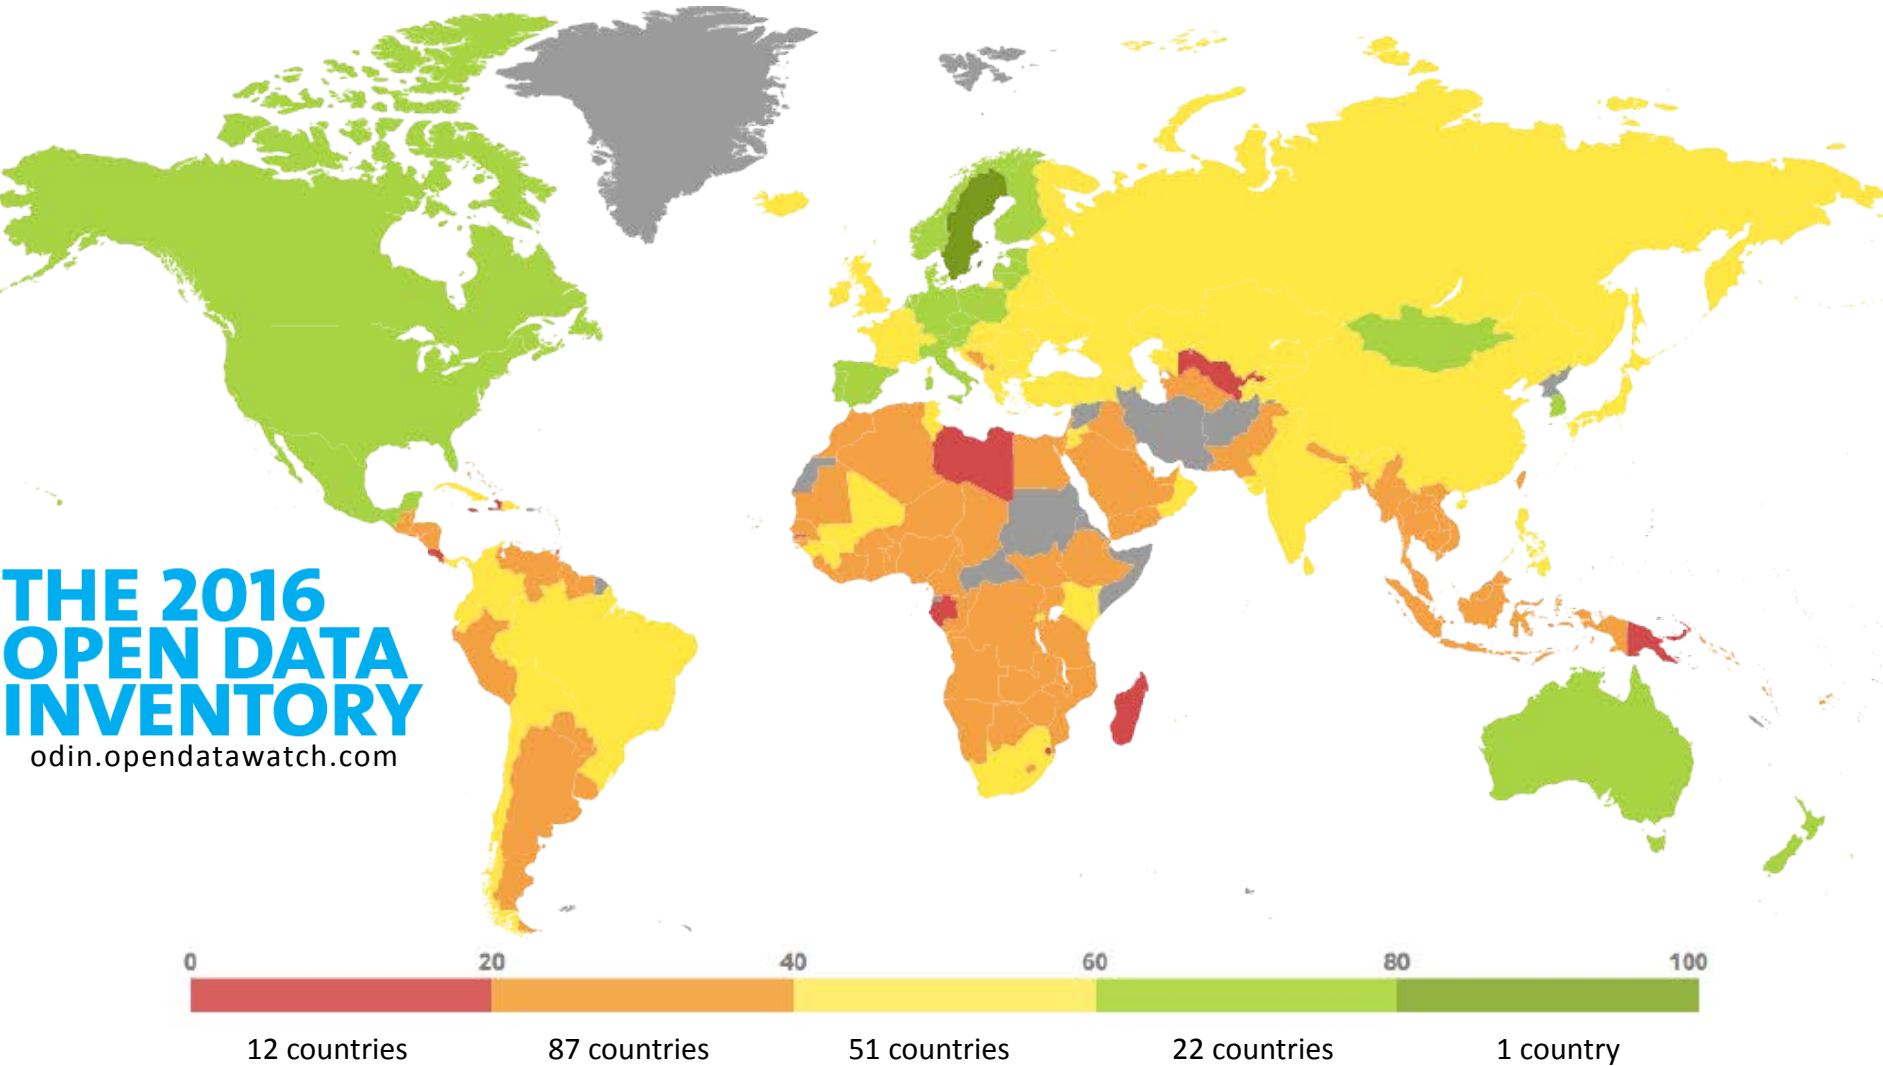 THE 2016
OPEN DATA
INVENTORY
odin.opendatawatch.com
0 20 40 60 80 100
12 countries 87 countries 51 countries 22 countries 1 country